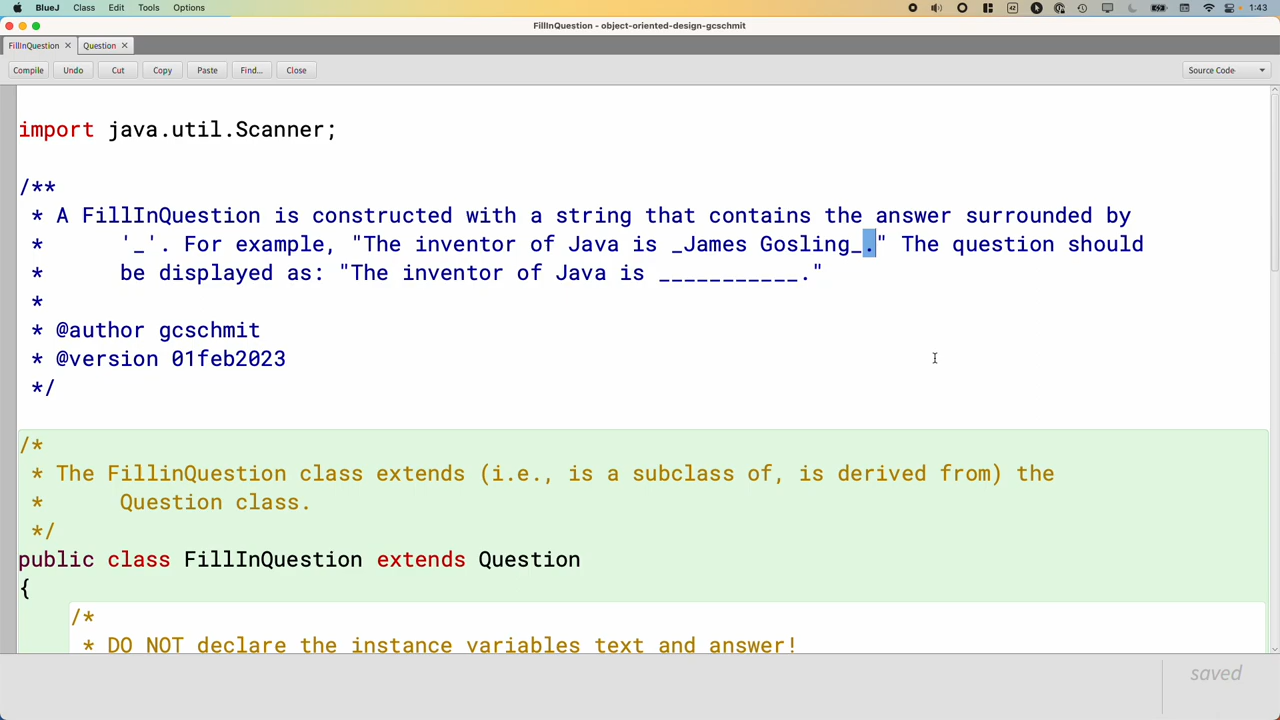 BlueJ Class Edit Tools Options 42 1:43
FillInQuestion - object-oriented-design-gcschmit
FillInQuestion × Question ×
Compile Undo Cut Copy Paste Find... Close Source Code
import java.util.Scanner;
/**
* A FillInQuestion is constructed with a string that contains the answer surrounded by
* '_'. For example, "The inventor of Java is _James Gosling_." The question should
* be displayed as: "The inventor of Java is ___________."
*
* @author gcschmit
* @version 01feb2023
*/
/*
* The FillinQuestion class extends (i.e., is a subclass of, is derived from) the
* Question class.
*/
public class FillInQuestion extends Question
{
/*
* DO NOT declare the instance variables text and answer!
saved